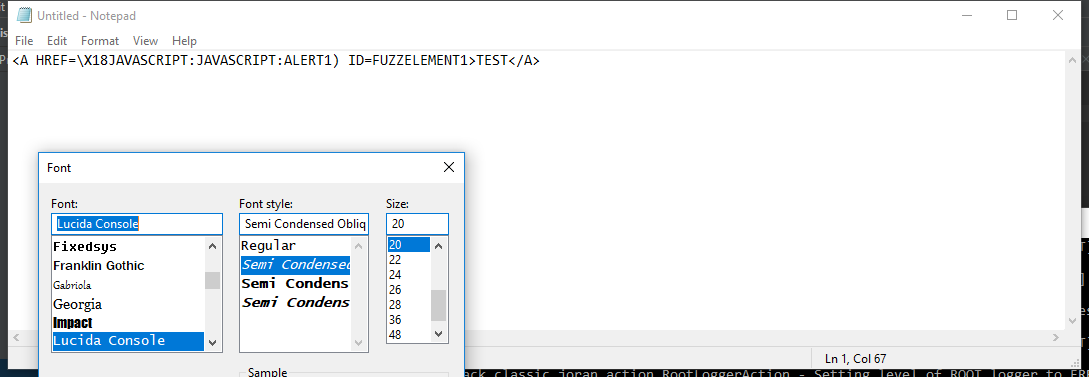 Untitled - Notepad
File Edit Format View Help
<A HREF=\X18JAVASCRIPT:JAVASCRIPT:ALERT1) ID=FUZZELEMENT1>TEST</A>
Font
Font: Font style: Size:
Lucida Console Semi Condensed Obliq 20
Fixedsys
Franklin Gothic
Gabriola
Georgia
Impact
Lucida Console
Regular
Semi Condensed
Semi Condens
Semi Condens
20
22
24
26
28
36
48
Sample
Ln 1, Col 67
ack classic joran action RootLoggerAction - Setting level of ROOT logger to ERR